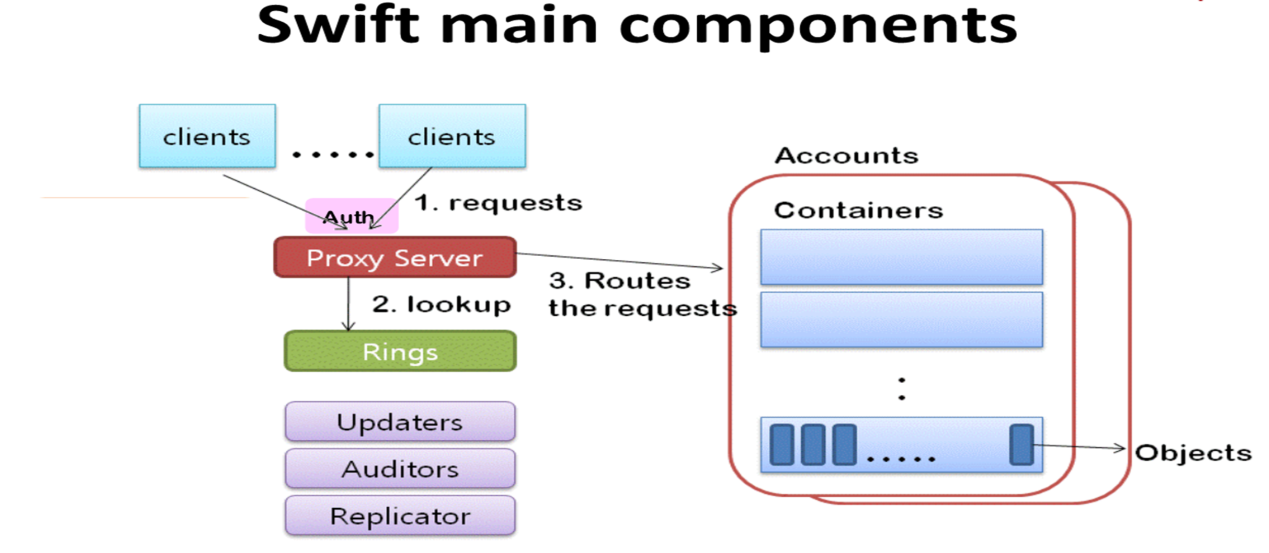 Swift main components
clients
.....
clients
Auth
1. requests
Proxy Server
2. lookup
3. Routes
the requests
Rings
Updaters
Auditors
Replicator
Accounts
Containers
:
.....
Objects